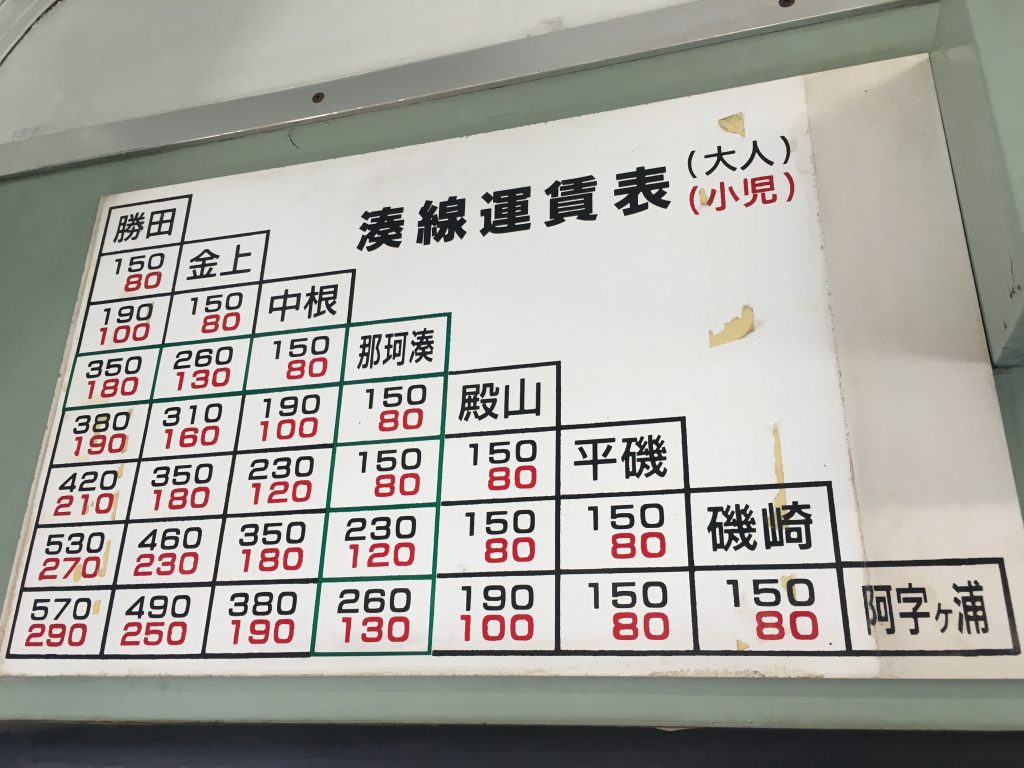 湊線運賃表 (大人)
(小児)
勝田
150 金上
80
190 150 中根
100 80
350 260 150 那珂湊
180 130 80
380 310 190 150 殿山
190 160 100 80
420 350 230 150 150 平磯
210 180 120 80 80
530 460 350 230 150 150 磯崎
270 230 180 120 80 80
570 490 380 260 190 150 150 阿字ヶ浦
290 250 190 130 100 80 80